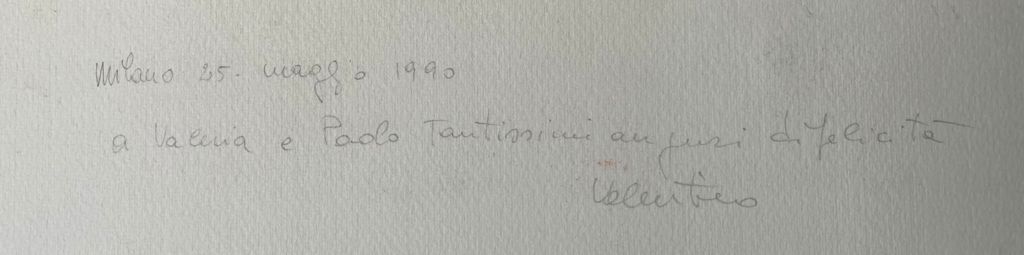 Milano 25. maggio 1990
a Valeria e Paolo Tantissimi auguri di felicità
Valentino